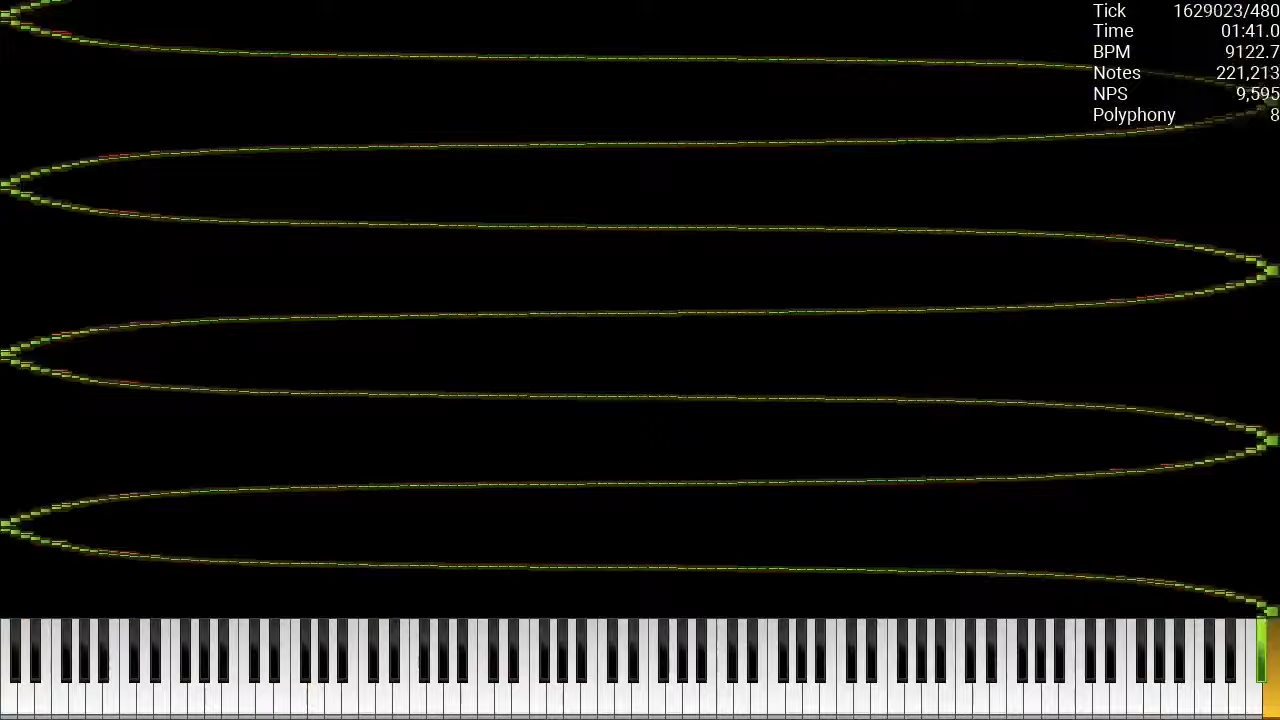 Tick 1629023/480
Time 01:41.0
BPM 9122.7
Notes 221,213
NPS 9,595
Polyphony 8